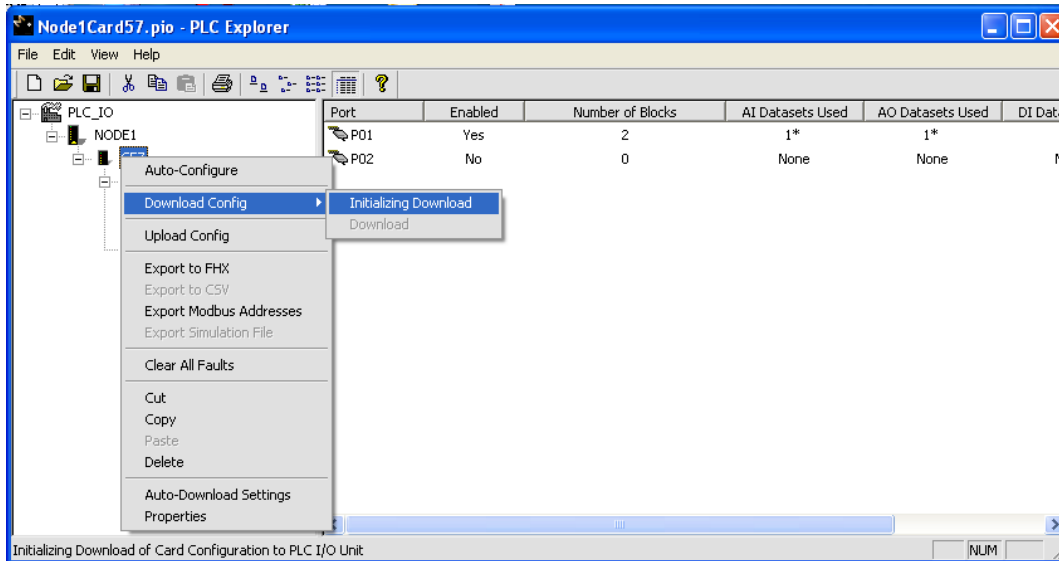 Node1Card57.pio - PLC Explorer
File Edit View Help
PLC_IO
NODE1
Port Enabled Number of Blocks AI Datasets Used AO Datasets Used DI Dat
P01 Yes 2 1* 1*
P02 No 0 None None
Auto-Configure
Download Config
Initializing Download
Download
Upload Config
Export to FHX
Export to CSV
Export Modbus Addresses
Export Simulation File
Clear All Faults
Cut
Copy
Paste
Delete
Auto-Download Settings
Properties
Initializing Download of Card Configuration to PLC I/O Unit NUM